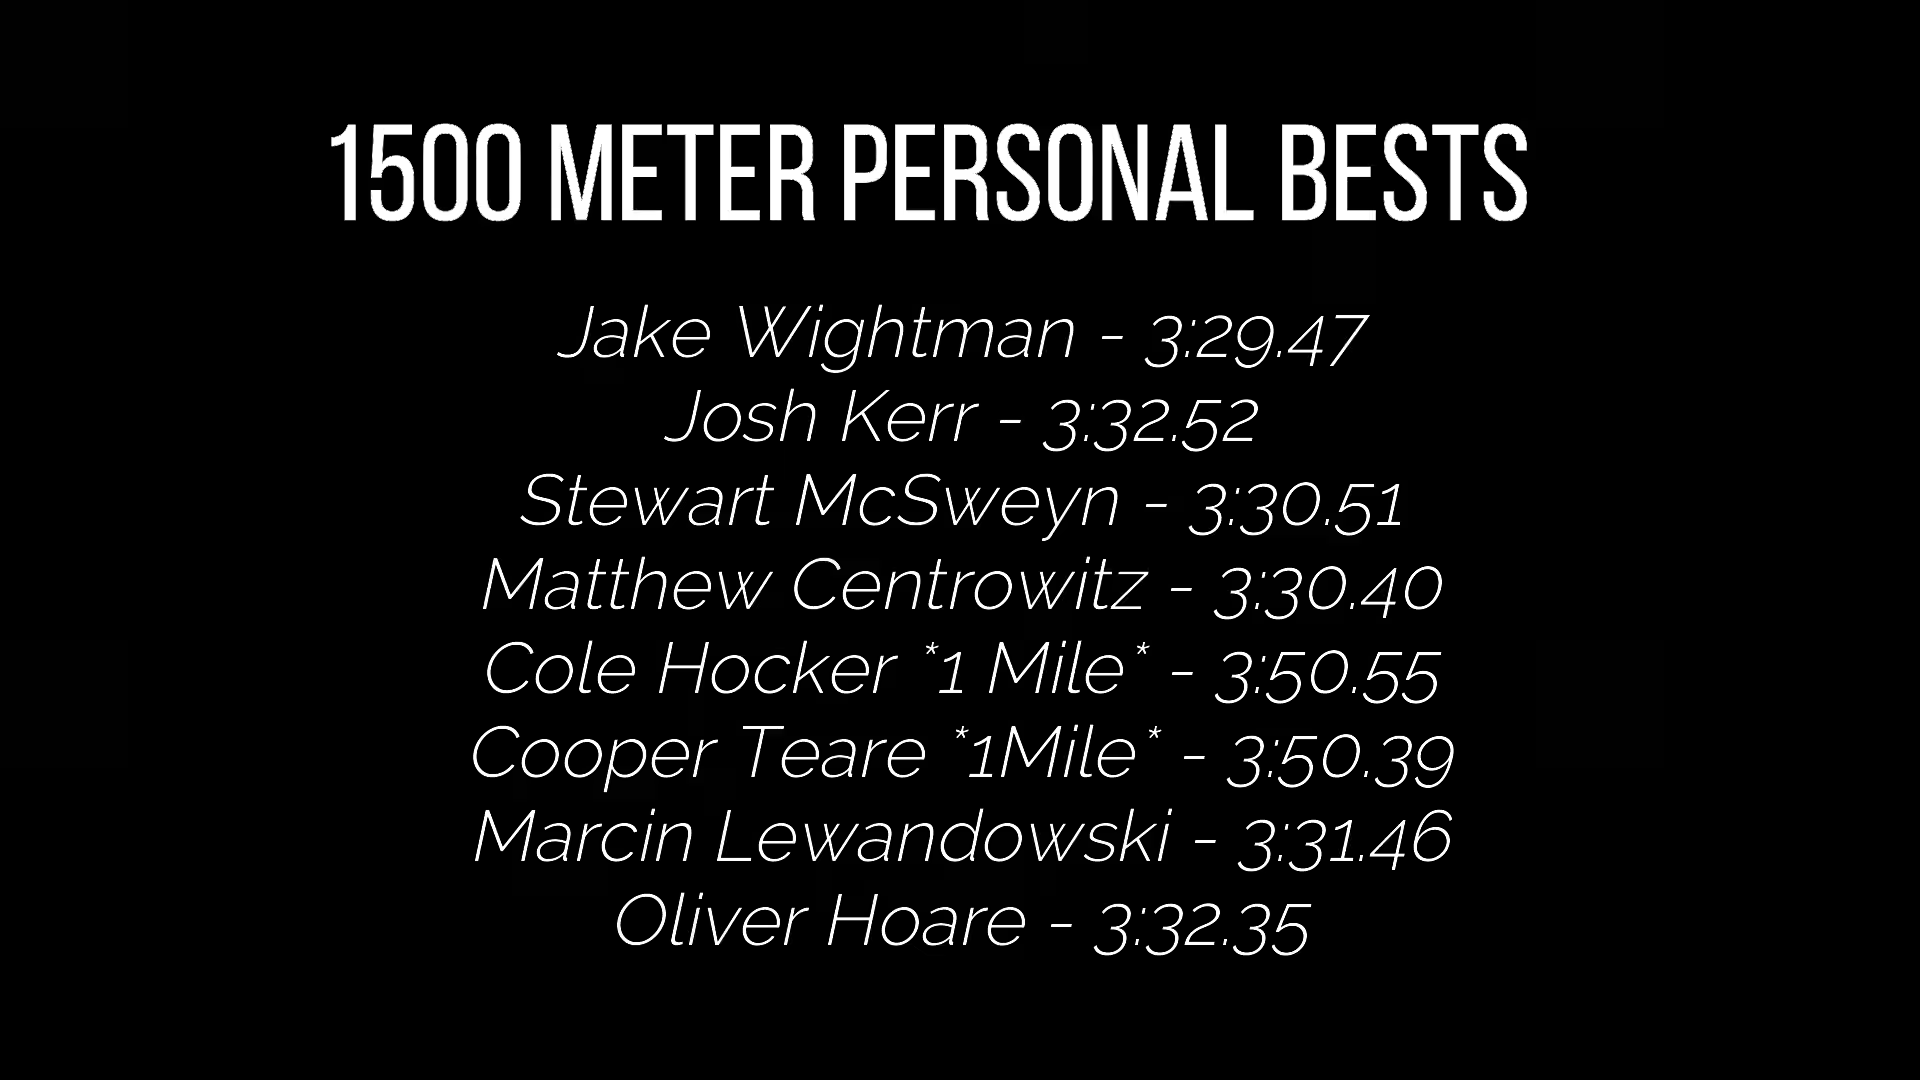 1500 METER PERSONAL BESTS
Jake Wightman - 3:29.47
Josh Kerr - 3:32.52
Stewart McSweyn - 3:30.51
Matthew Centrowitz - 3:30.40
Cole Hocker *1 Mile* - 3:50.55
Cooper Teare *1Mile* - 3:50.39
Marcin Lewandowski - 3:31.46
Oliver Hoare - 3:32.35